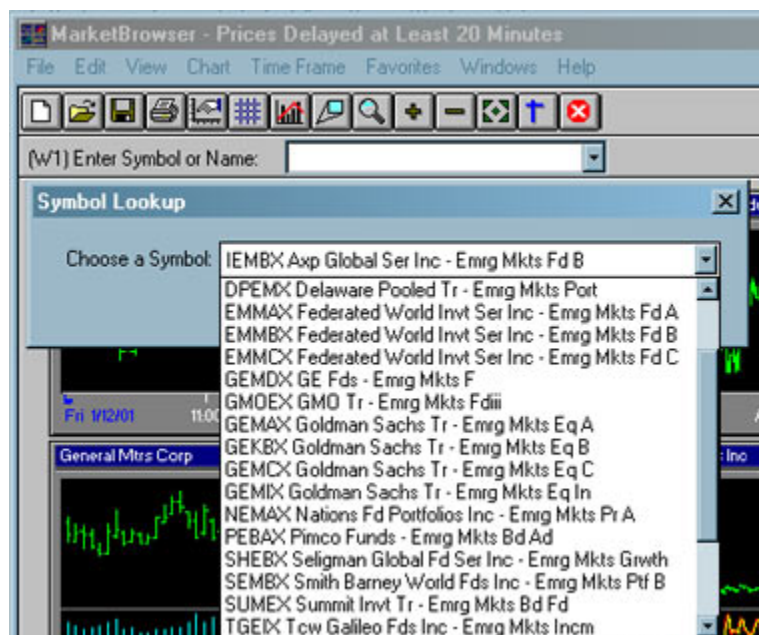 MarketBrowser - Prices Delayed at Least 20 Minutes
File Edit View Chart Time Frame Favorites Windows Help
(W1) Enter Symbol or Name:
Symbol Lookup
Choose a Symbol: IEMBX Axp Global Ser Inc - Emrg Mkts Fd B
DPEMX Delaware Pooled Tr - Emrg Mkts Port
EMMAX Federated World Invt Ser Inc - Emrg Mkts Fd A
EMMBX Federated World Invt Ser Inc - Emrg Mkts Fd B
EMMCX Federated World Invt Ser Inc - Emrg Mkts Fd C
GEMDX GE Fds - Emrg Mkts F
GMOEX GMO Tr - Emrg Mkts Fdiii
GEMAX Goldman Sachs Tr - Emrg Mkts Eq A
GEKBX Goldman Sachs Tr - Emrg Mkts Eq B
GEMCX Goldman Sachs Tr - Emrg Mkts Eq C
GEMIX Goldman Sachs Tr - Emrg Mkts Eq In
NEMAX Nations Fd Portfolios Inc - Emrg Mkts Pr A
PEBAX Pimco Funds - Emrg Mkts Bd Ad
SHEBX Seligman Global Fd Ser Inc - Emrg Mkts Grwth
SEMBX Smith Barney World Fds Inc - Emrg Mkts Ptf B
SUMEX Summit Invt Tr - Emrg Mkts Bd Fd
TGEIX Tcw Galileo Fds Inc - Emrg Mkts Incm
Fri 1/12/01 11:00
General Mtrs Corp
Inc